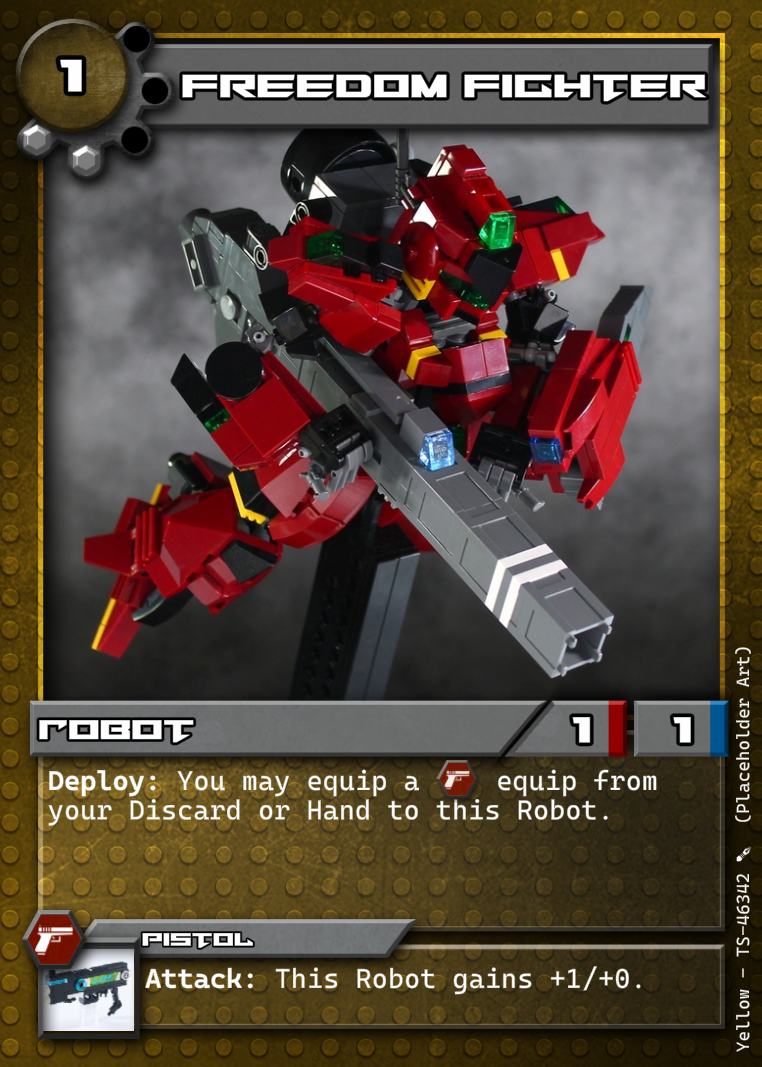 1
FREEDOM FIGHTER
ROBOT
1
1
Deploy: You may equip a equip from
your Discard or Hand to this Robot.
PISTOL
Attack: This Robot gains +1/+0.
Yellow - TS-46342 (Placeholder Art)